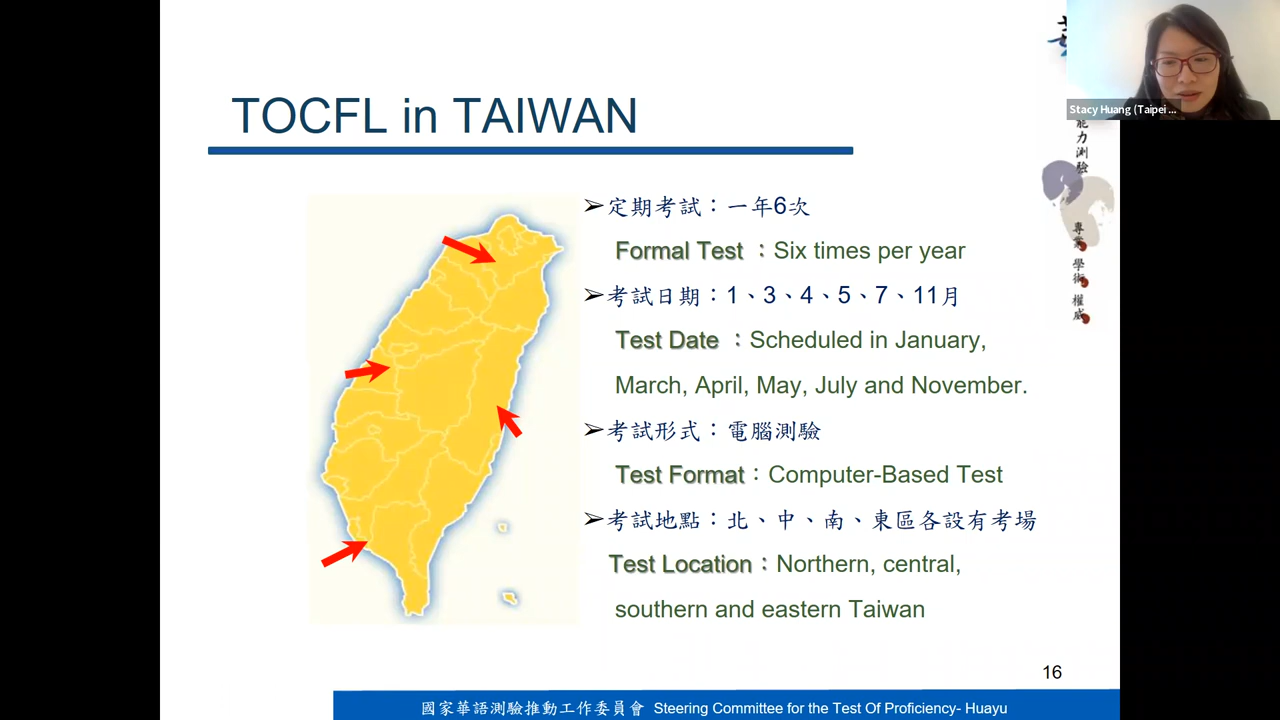 Stacy Huang (Taipei ...
TOCFL in TAIWAN
能力測驗
專業
學術
權威
➢定期考試：一年6次
Formal Test ：Six times per year
➢考試日期：1、3、4、5、7、11月
Test Date ：Scheduled in January,
March, April, May, July and November.
➢考試形式：電腦測驗
Test Format：Computer-Based Test
➢考試地點：北、中、南、東區各設有考場
Test Location：Northern, central,
southern and eastern Taiwan
16
國家華語測驗推動工作委員會 Steering Committee for the Test Of Proficiency- Huayu